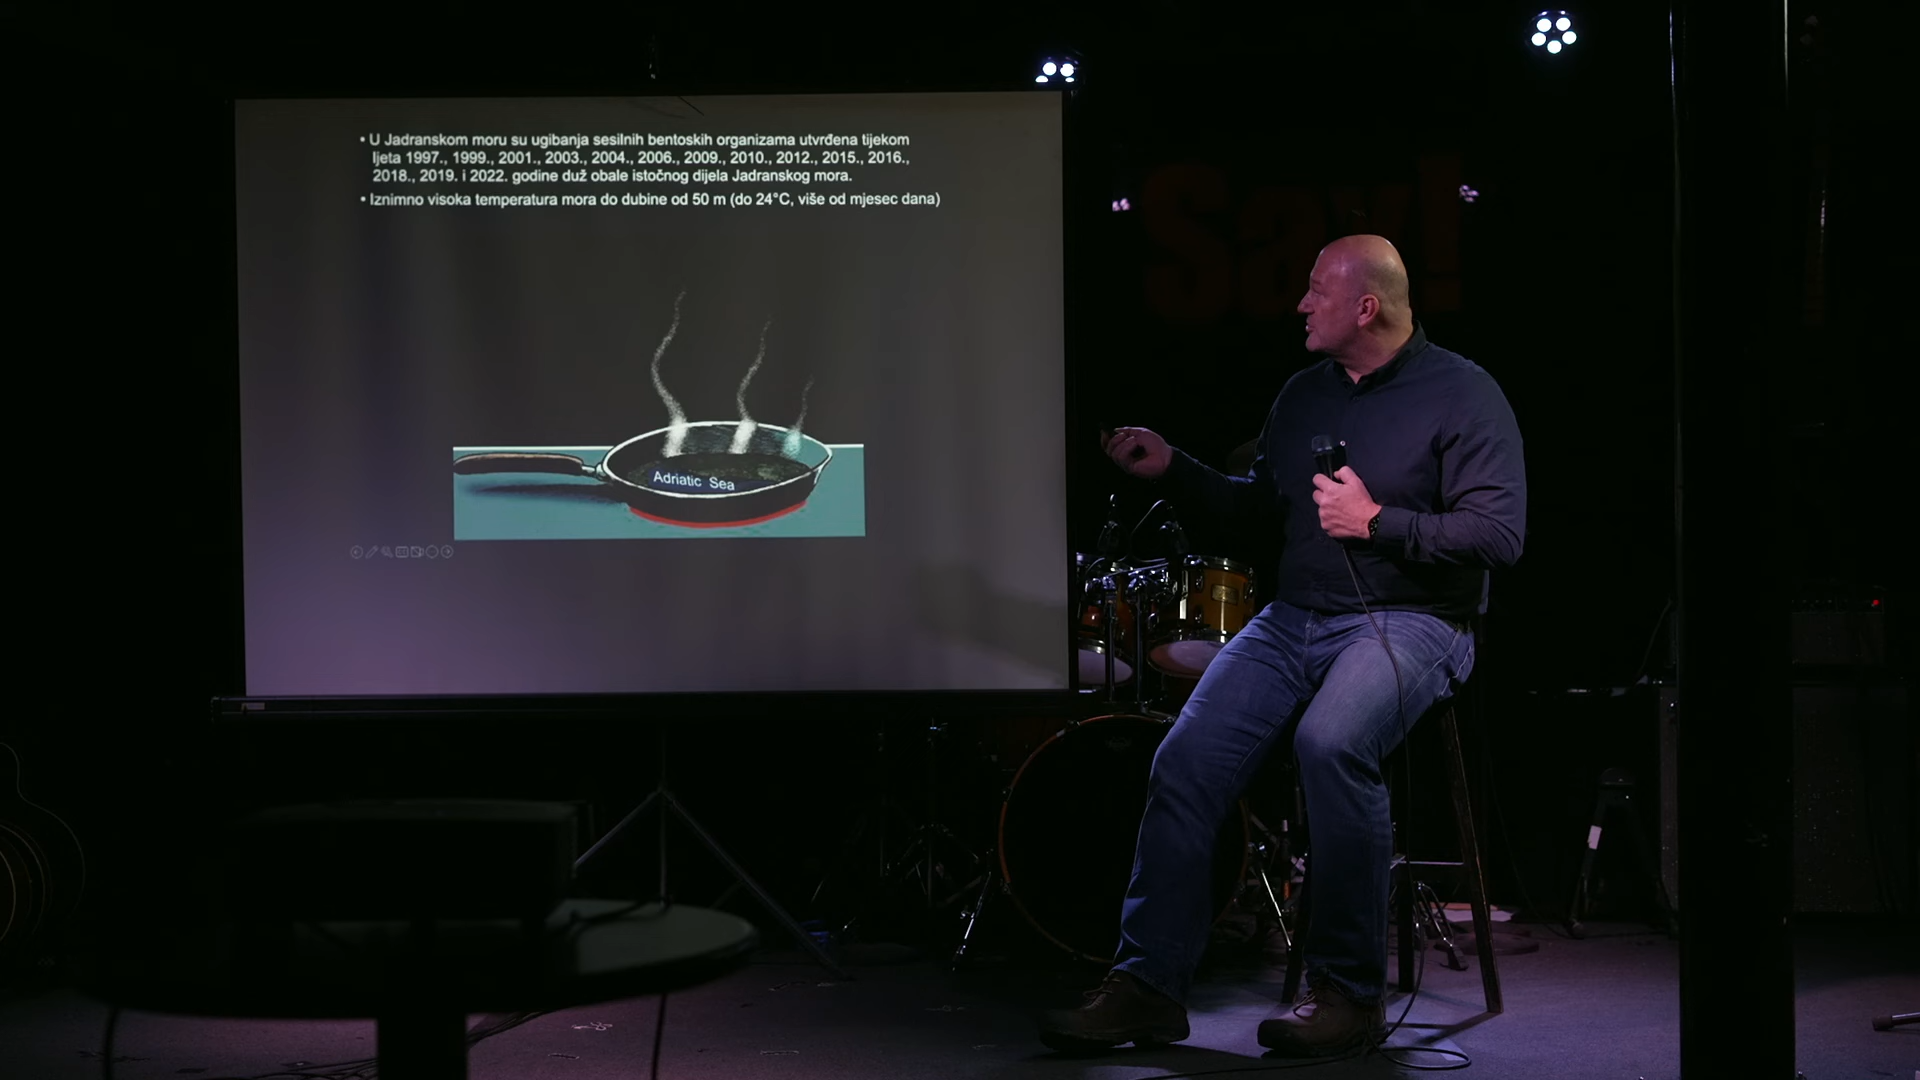 • U Jadranskom moru su ugibanja sesilnih bentoskih organizama utvrđena tijekom
ljeta 1997., 1999., 2001., 2003., 2004., 2006., 2009., 2010., 2012., 2015., 2016.,
2018., 2019. i 2022. godine duž obale istočnog dijela Jadranskog mora.
• Iznimno visoka temperatura mora do dubine od 50 m (do 24°C, više od mjesec dana)
Say!
Adriatic Sea